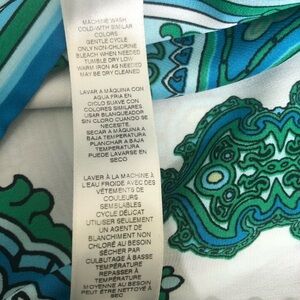 MACHINE WASH
COLD-WITH SIMILAR
COLORS
GENTLE CYCLE
ONLY NON-CHLORINE
BLEACH WHEN NEEDED
TUMBLE DRY LOW
WARM IRON AS NEEDED
MAY BE DRY CLEANED
LAVAR A MÁQUINA CON
AGUA FRIA EN
CICLO SUAVE CON
COLORES SIMILARES
USAR BLANQUEADOR
SIN CLORO CUANDO SE
NECESITE.
SECAR A MÁQUINA A
BAJA TEMPERATURA
PLANCHAR A BAJA
TEMPERATURA
PUEDE LAVARSE EN
SECO
LAVER À LA MACHINE À
L'EAU FROIDE AVEC DES
VÊTEMENTS DE
COULEURS
SEMBLABLES
CYCLE DÉLICAT
UTILISER SEULEMENT
UN AGENT DE
BLANCHIMENT NON
CHLORÉ AU BESOIN
SÉCHER PAR
CULBUTAGE À BASSE
TEMPÉRATURE
REPASSER À
TEMPÉRATURE
MOYENNE AU BESOIN
PEUT ÊTRE NETTOYÉ À
SEC